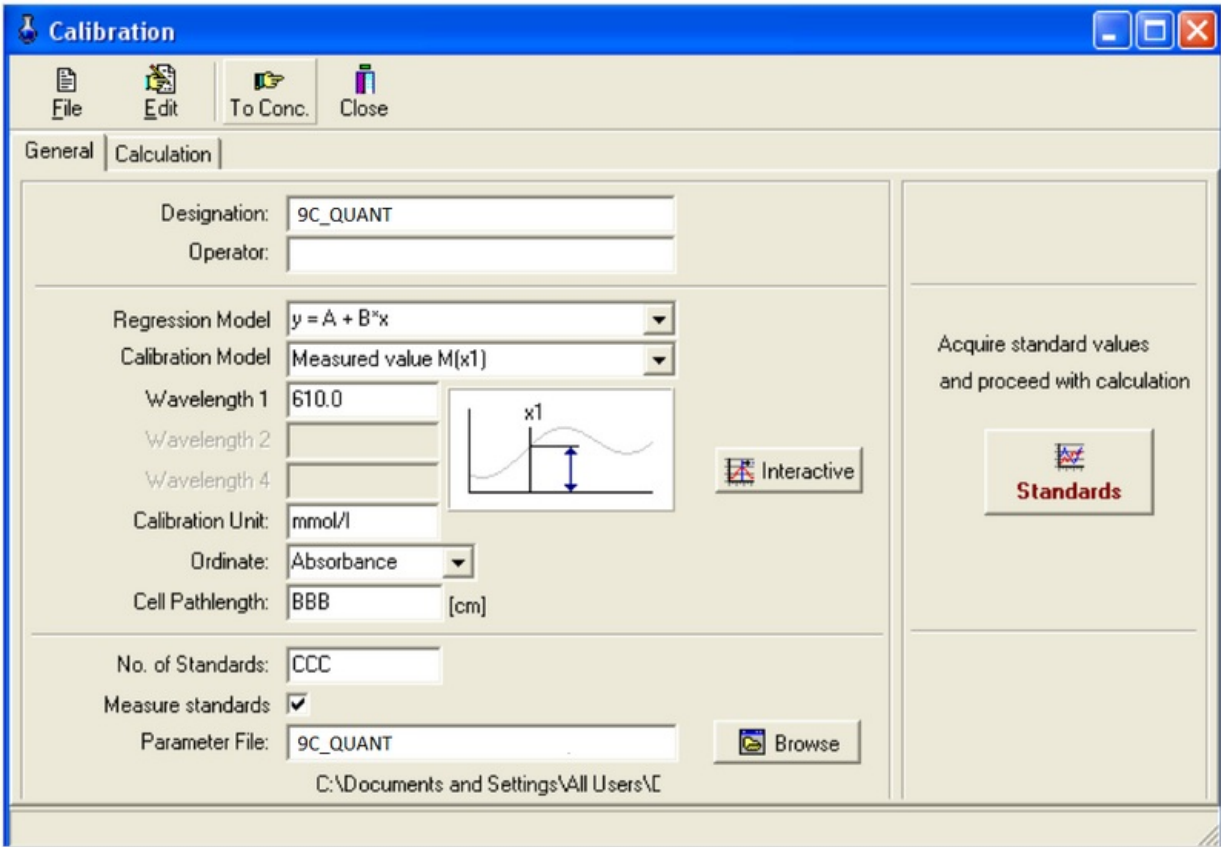 Calibration
File Edit To Conc. Close
General Calculation
Designation: 9C_QUANT
Operator:
Regression Model y = A + B*x
Calibration Model Measured value M(x1)
Wavelength 1 610.0
x1
Wavelength 2
Wavelength 4
Interactive
Calibration Unit: mmol/l
Ordinate: Absorbance
Cell Pathlength: BBB [cm]
No. of Standards: CCC
Measure standards
Parameter File: 9C_QUANT Browse
C:\Documents and Settings\All Users\D
Acquire standard values
and proceed with calculation
Standards